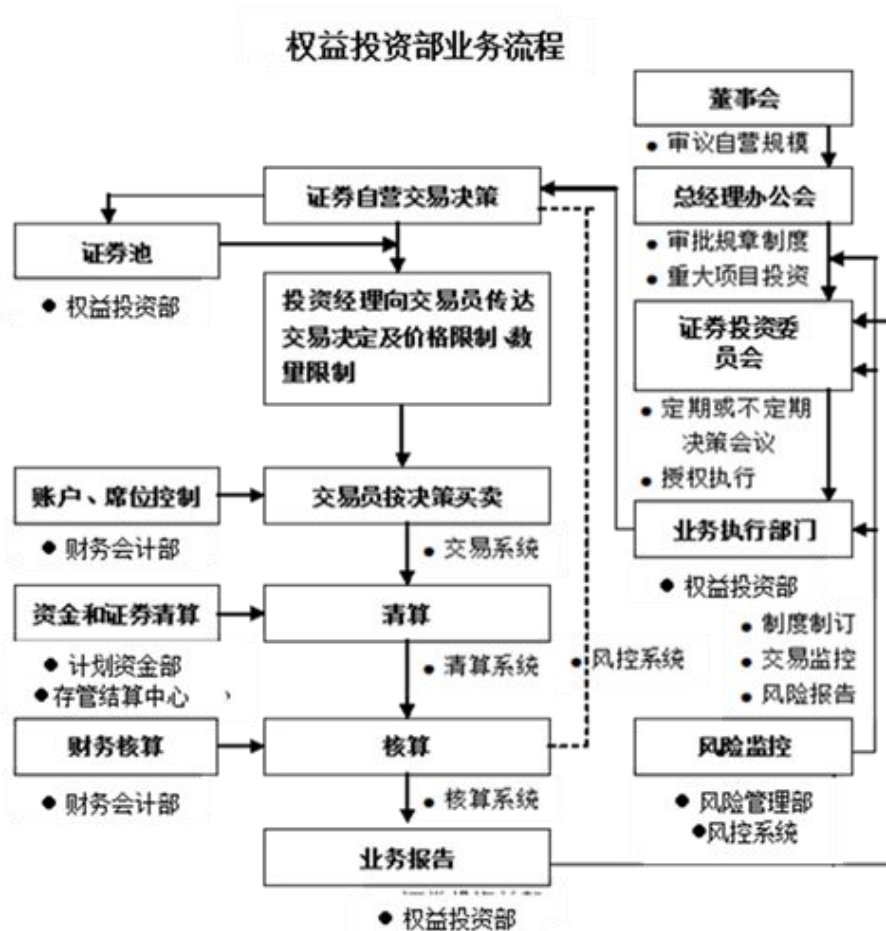 权益投资部业务流程
董事会
● 审议自营规模
证券自营交易决策
总经理办公会
● 审批规章制度
● 重大项目投资
证券池
● 权益投资部
投资经理向交易员传达
交易决定及价格限制、数
量限制
证券投资委
员会
● 定期或不定期
决策会议
● 授权执行
账户、席位控制
● 财务会计部
交易员按决策买卖
● 交易系统
业务执行部门
● 权益投资部
资金和证券清算
● 计划资金部
● 存管结算中心
清算
● 清算系统
● 风控系统
● 制度制订
● 交易监控
● 风险报告
财务核算
● 财务会计部
核算
● 核算系统
风险监控
● 风险管理部
● 风控系统
业务报告
● 权益投资部